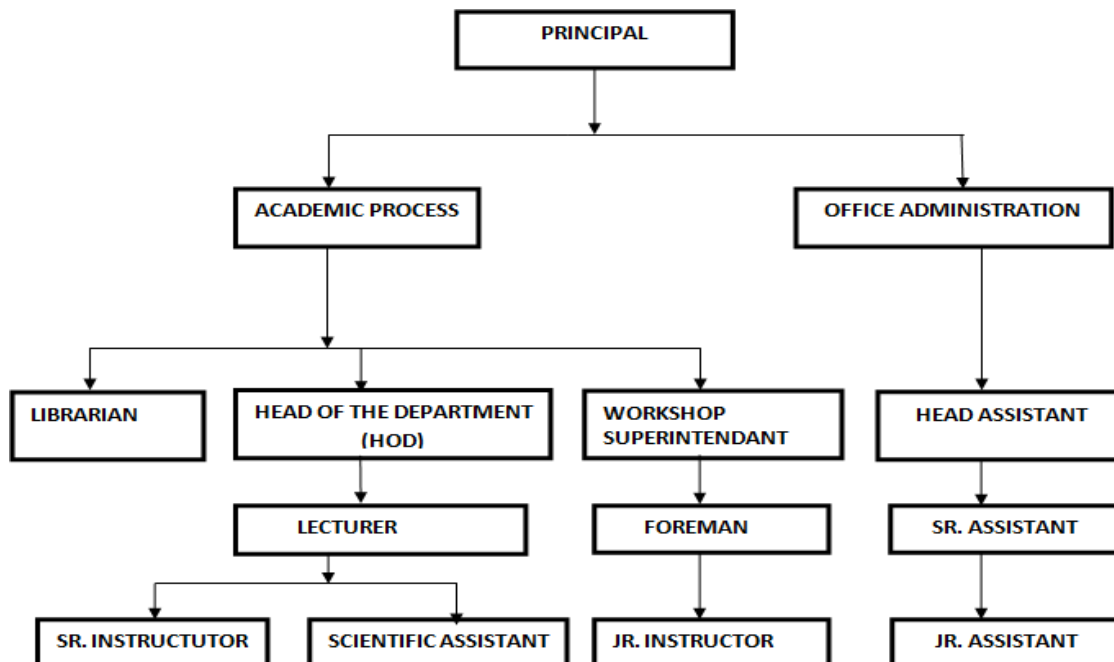 PRINCIPAL
ACADEMIC PROCESS
OFFICE ADMINISTRATION
LIBRARIAN
HEAD OF THE DEPARTMENT
(HOD)
WORKSHOP
SUPERINTENDANT
HEAD ASSISTANT
LECTURER
FOREMAN
SR. ASSISTANT
SR. INSTRUCTUTOR
SCIENTIFIC ASSISTANT
JR. INSTRUCTOR
JR. ASSISTANT